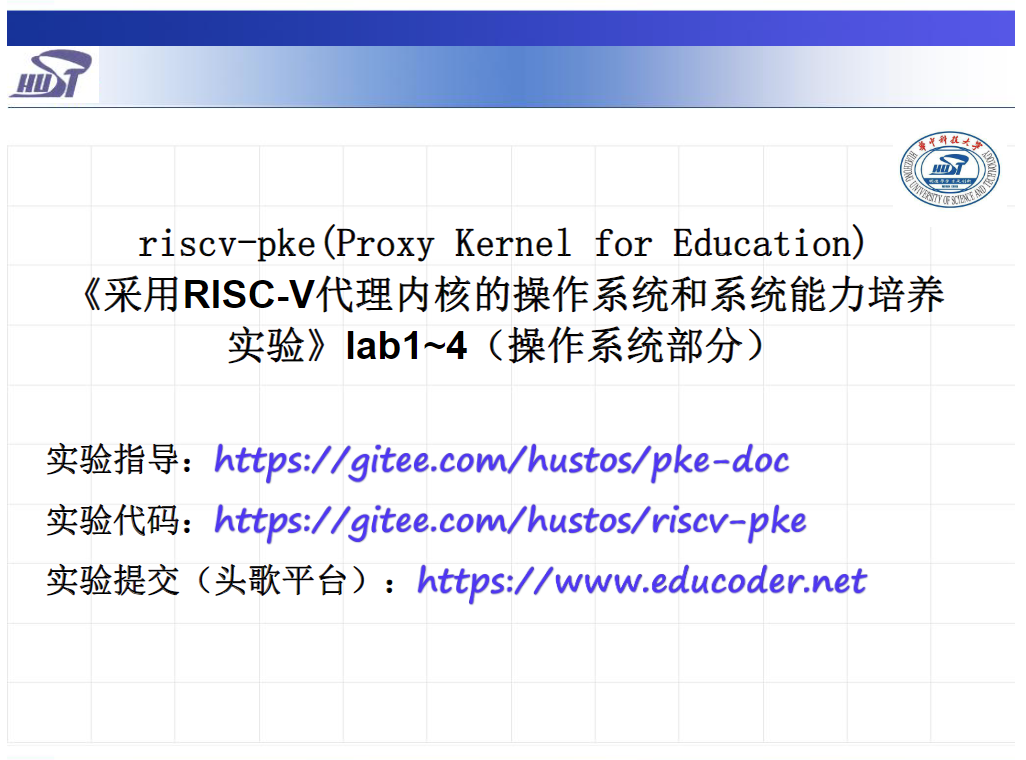 HUST
华中科技大学
HUAZHONG UNIVERSITY OF SCIENCE AND TECHNOLOGY
HUST
riscv-pke(Proxy Kernel for Education)
《采用RISC-V代理内核的操作系统和系统能力培养
实验》lab1~4（操作系统部分）
实验指导：https://gitee.com/hustos/pke-doc
实验代码：https://gitee.com/hustos/riscv-pke
实验提交（头歌平台）：https://www.educoder.net